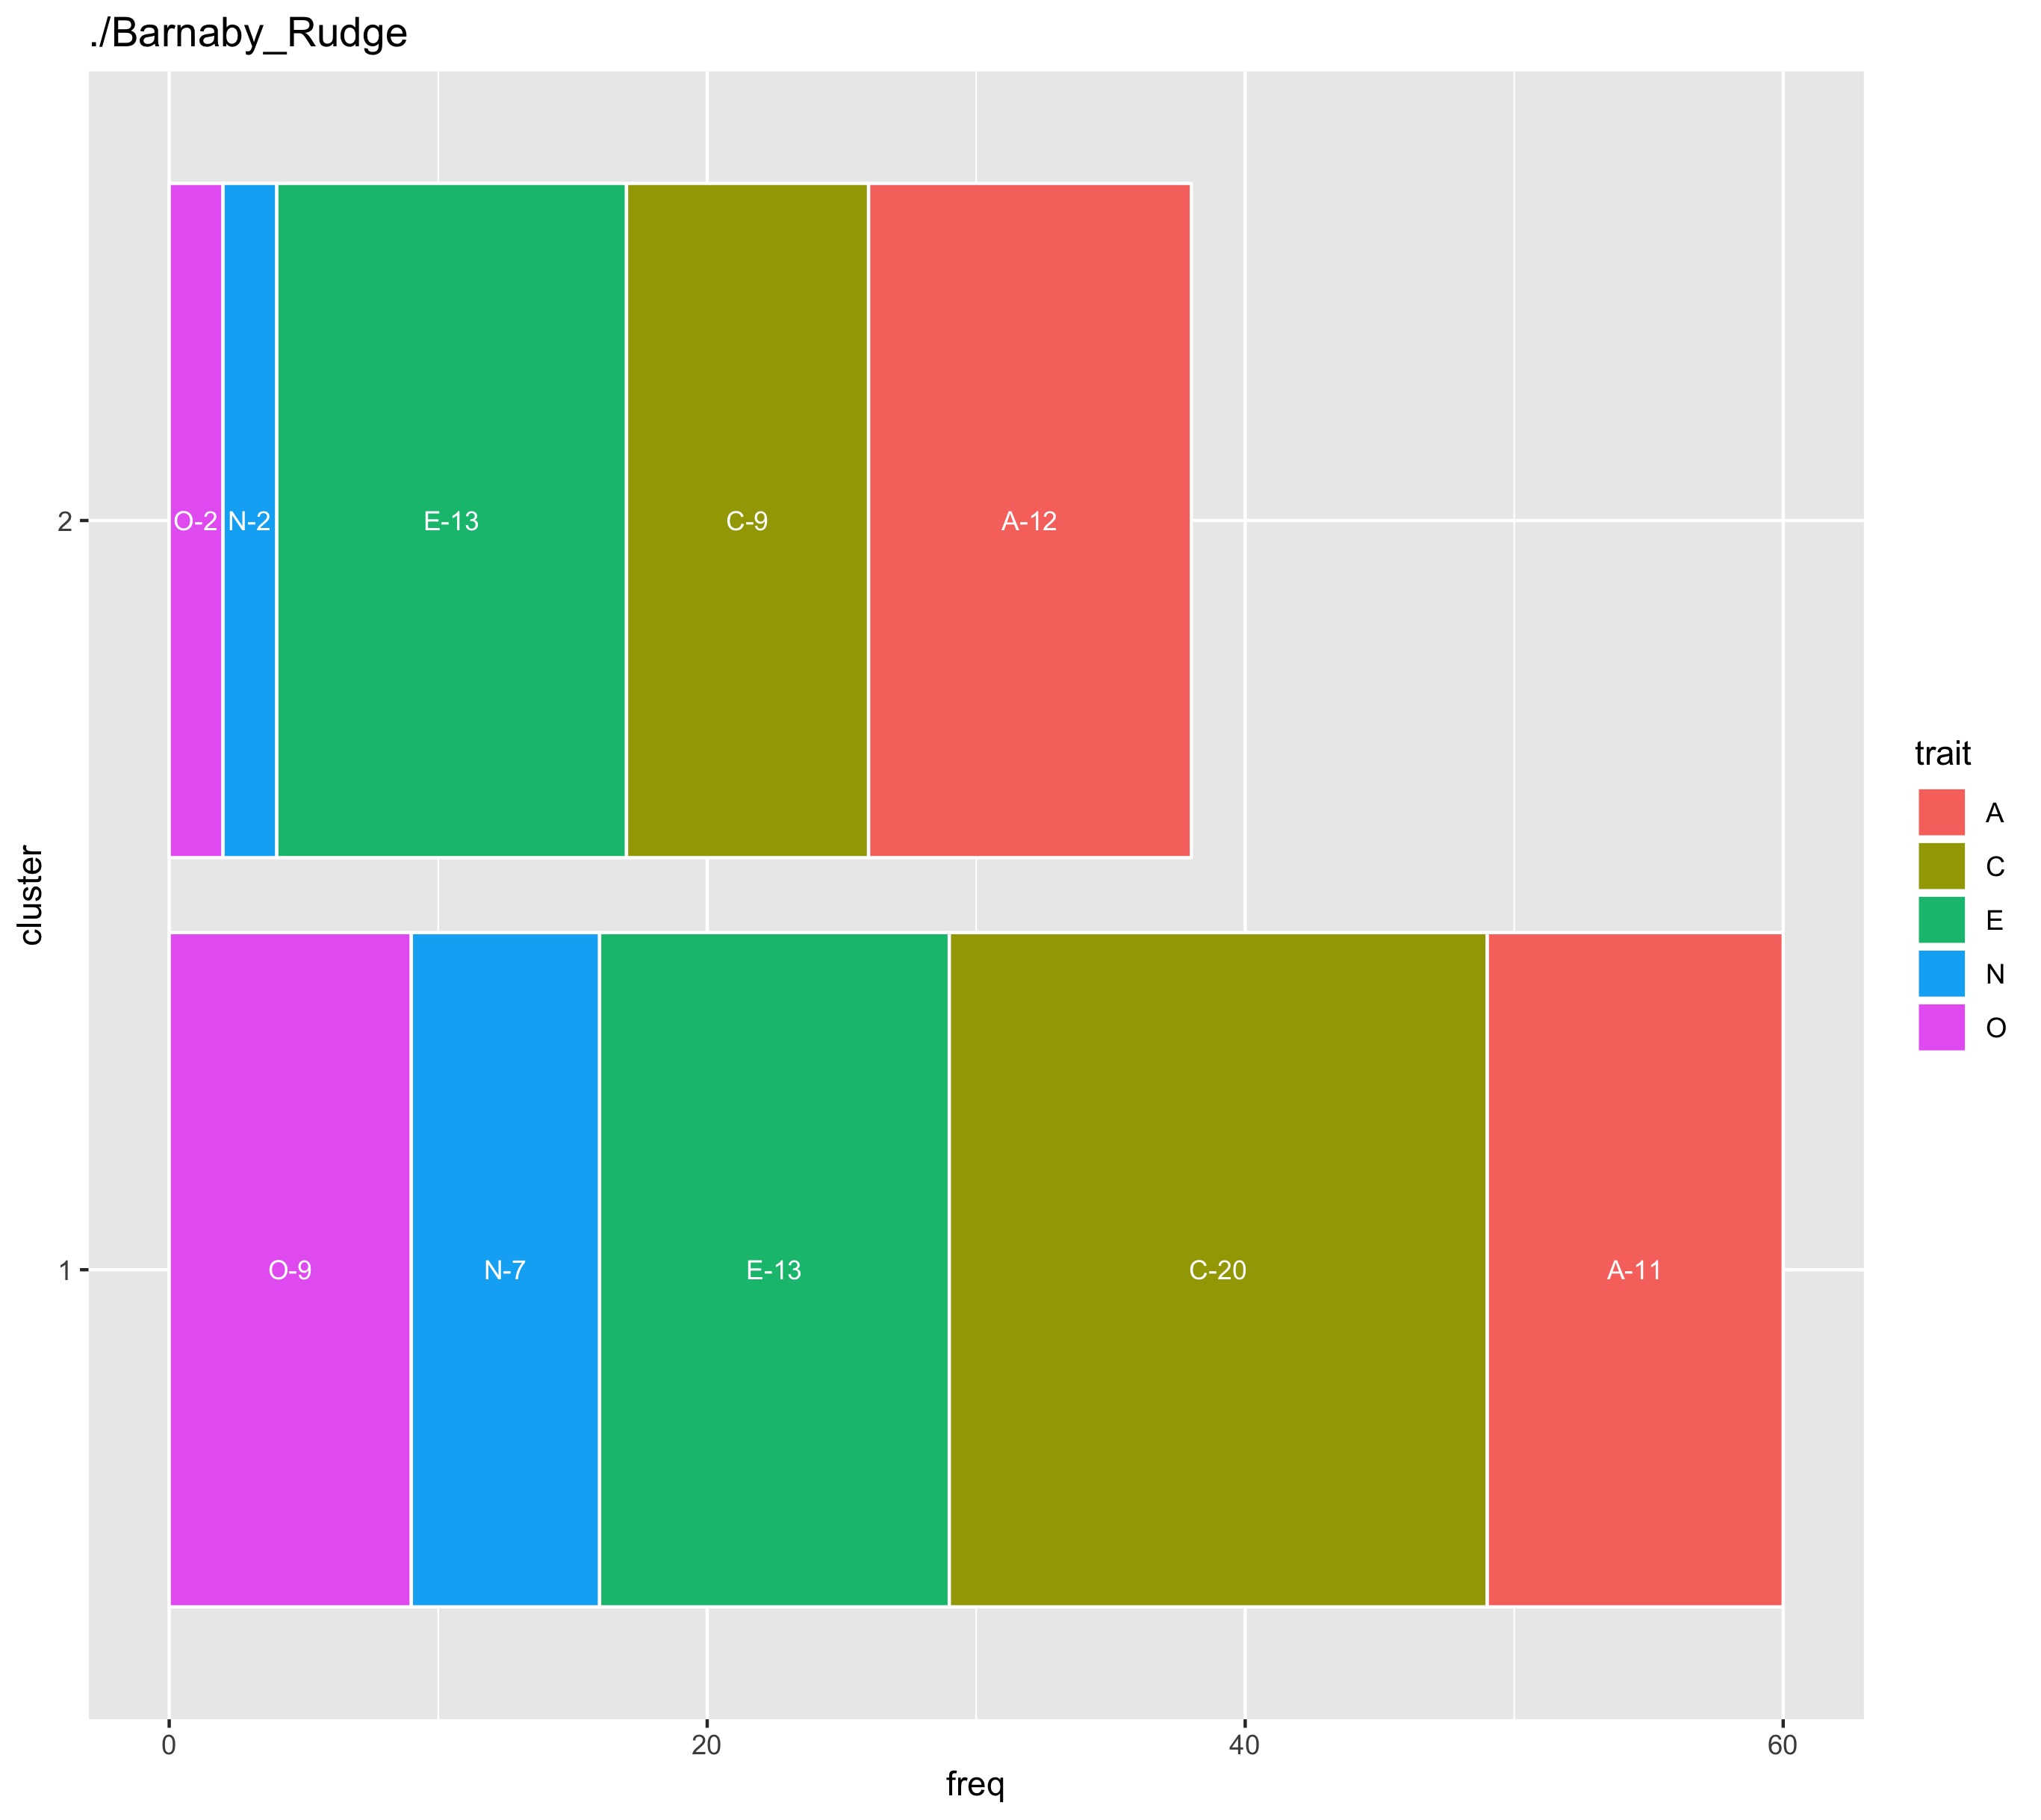 ./Barnaby_Rudge
2
O-2 N-2 E-13 C-9 A-12
cluster
1
O-9 N-7 E-13 C-20 A-11
0 20 40 60
freq
trait
A
C
E
N
O